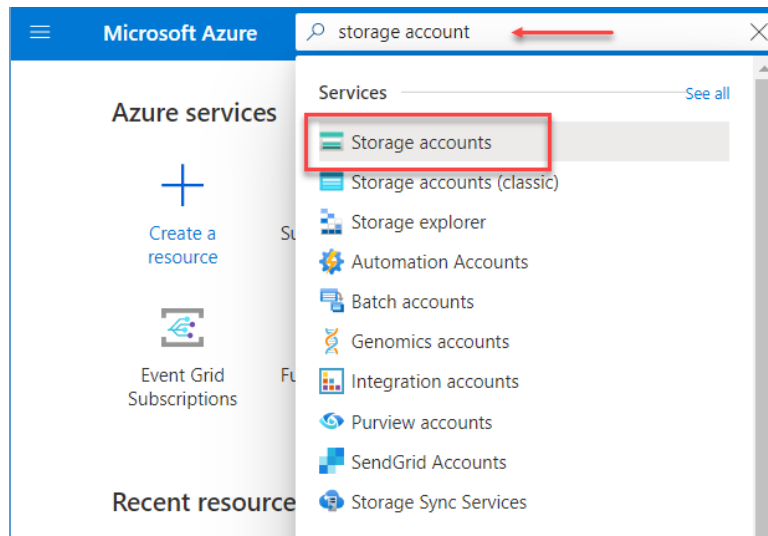 Microsoft Azure
storage account
Services
See all
Azure services
Storage accounts
Storage accounts (classic)
Storage explorer
Automation Accounts
Batch accounts
Genomics accounts
Integration accounts
Purview accounts
SendGrid Accounts
Storage Sync Services
Create a
resource
Su
Event Grid
Subscriptions
Fu
Recent resource